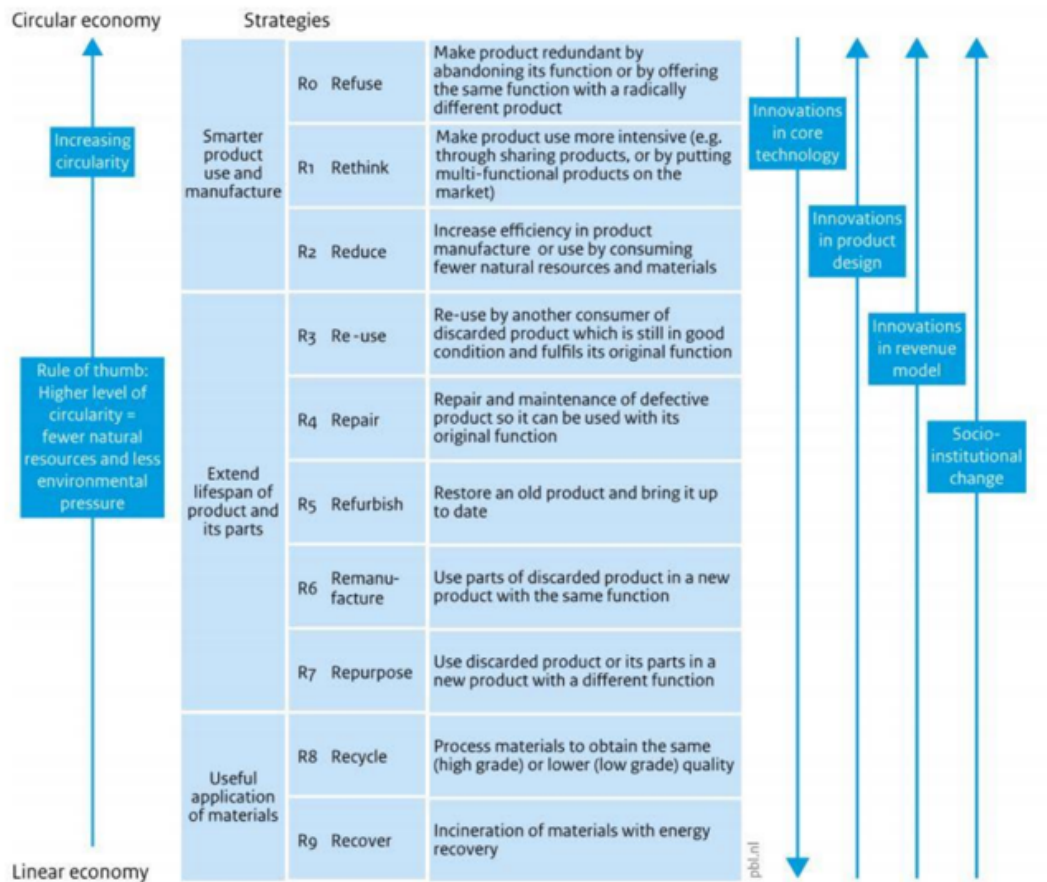 Circular economy
Strategies
Increasing
circularity
Rule of thumb:
Higher level of
circularity =
fewer natural
resources and less
environmental
pressure
Linear economy
Smarter
product
use and
manufacture
R0 Refuse
Make product redundant by
abandoning its function or by offering
the same function with a radically
different product
R1 Rethink
Make product use more intensive (e.g.
through sharing products, or by putting
multi-functional products on the
market)
R2 Reduce
Increase efficiency in product
manufacture or use by consuming
fewer natural resources and materials
Extend
lifespan of
product and
its parts
R3 Re-use
Re-use by another consumer of
discarded product which is still in good
condition and fulfils its original function
R4 Repair
Repair and maintenance of defective
product so it can be used with its
original function
R5 Refurbish
Restore an old product and bring it up
to date
R6 Remanu-
facture
Use parts of discarded product in a new
product with the same function
R7 Repurpose
Use discarded product or its parts in a
new product with a different function
Useful
application
of materials
R8 Recycle
Process materials to obtain the same
(high grade) or lower (low grade) quality
R9 Recover
Incineration of materials with energy
recovery
pbl.nl
Innovations
in core
technology
Innovations
in product
design
Innovations
in revenue
model
Socio-
institutional
change